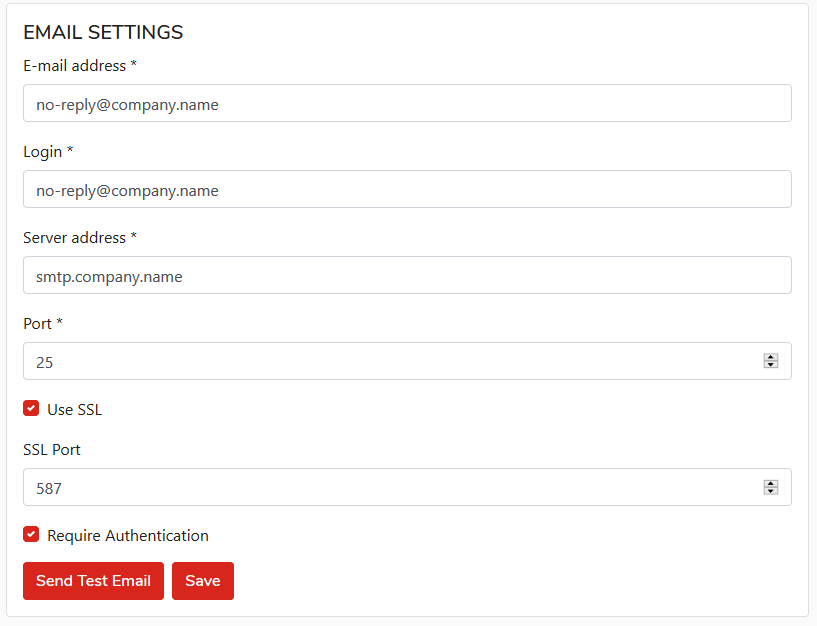 EMAIL SETTINGS
E-mail address *
no-reply@company.name
Login *
no-reply@company.name
Server address *
smtp.company.name
Port *
25
Use SSL
SSL Port
587
Require Authentication
Send Test Email Save